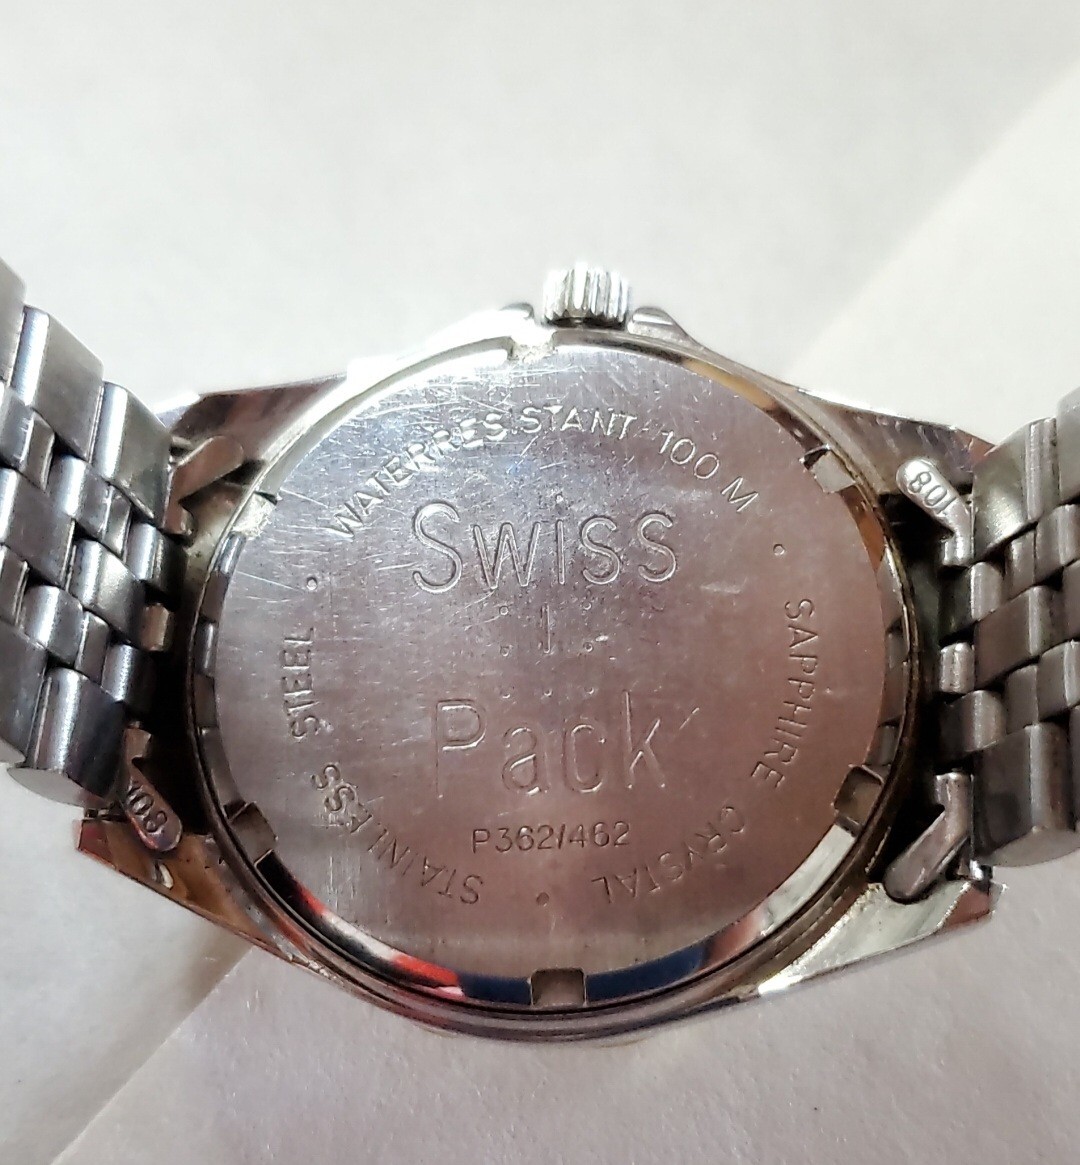 WATERRESISTANT 100 M
SAPPHIRE CRYSTAL
STAINLESS STEEL
Swiss
Pack
P362/462
108
108